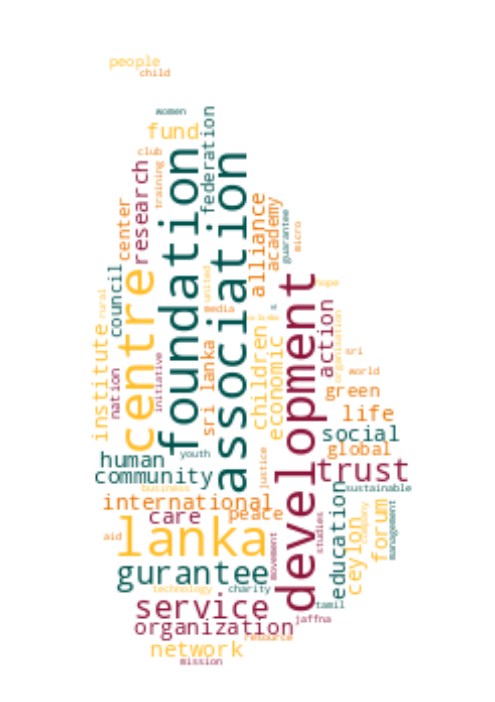 people
child
women
fund
federation
club
training
research
foundation
association
center
alliance
academy
guarantee
micro
centre
council
united
rural
hope
development
media
sri lanka
institute
nation
initiative
children
economic
action
organisation
sri
world
green
life
social
global
human
youth
community
justice
trust
business
sustainable
international
care
peace
education
studies
ceylon
company
forum
management
aid
lanka
movement
gurantee
technology
charity
service
tamil
organization
jaffna
resource
network
mission